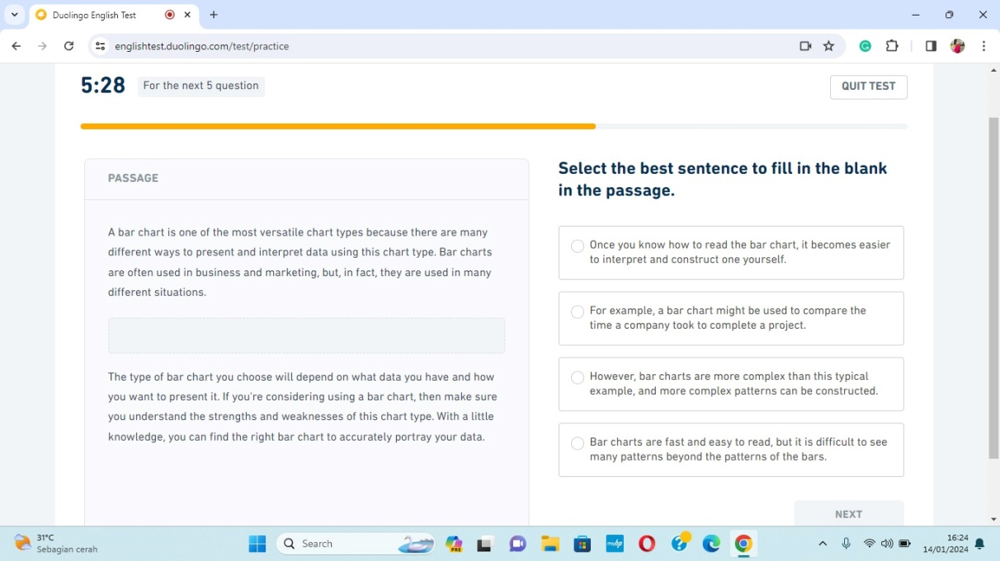 Duolingo English Test
englishtest.duolingo.com/test/practice
5:28
For the next 5 question
QUIT TEST
PASSAGE
A bar chart is one of the most versatile chart types because there are many
different ways to present and interpret data using this chart type. Bar charts
are often used in business and marketing, but, in fact, they are used in many
different situations.
The type of bar chart you choose will depend on what data you have and how
you want to present it. If you're considering using a bar chart, then make sure
you understand the strengths and weaknesses of this chart type. With a little
knowledge, you can find the right bar chart to accurately portray your data.
Select the best sentence to fill in the blank
in the passage.
Once you know how to read the bar chart, it becomes easier
to interpret and construct one yourself.
For example, a bar chart might be used to compare the
time a company took to complete a project.
However, bar charts are more complex than this typical
example, and more complex patterns can be constructed.
Bar charts are fast and easy to read, but it is difficult to see
many patterns beyond the patterns of the bars.
NEXT
31°C
Sebagian cerah
Search
PRE
myhp
16:24
14/01/2024